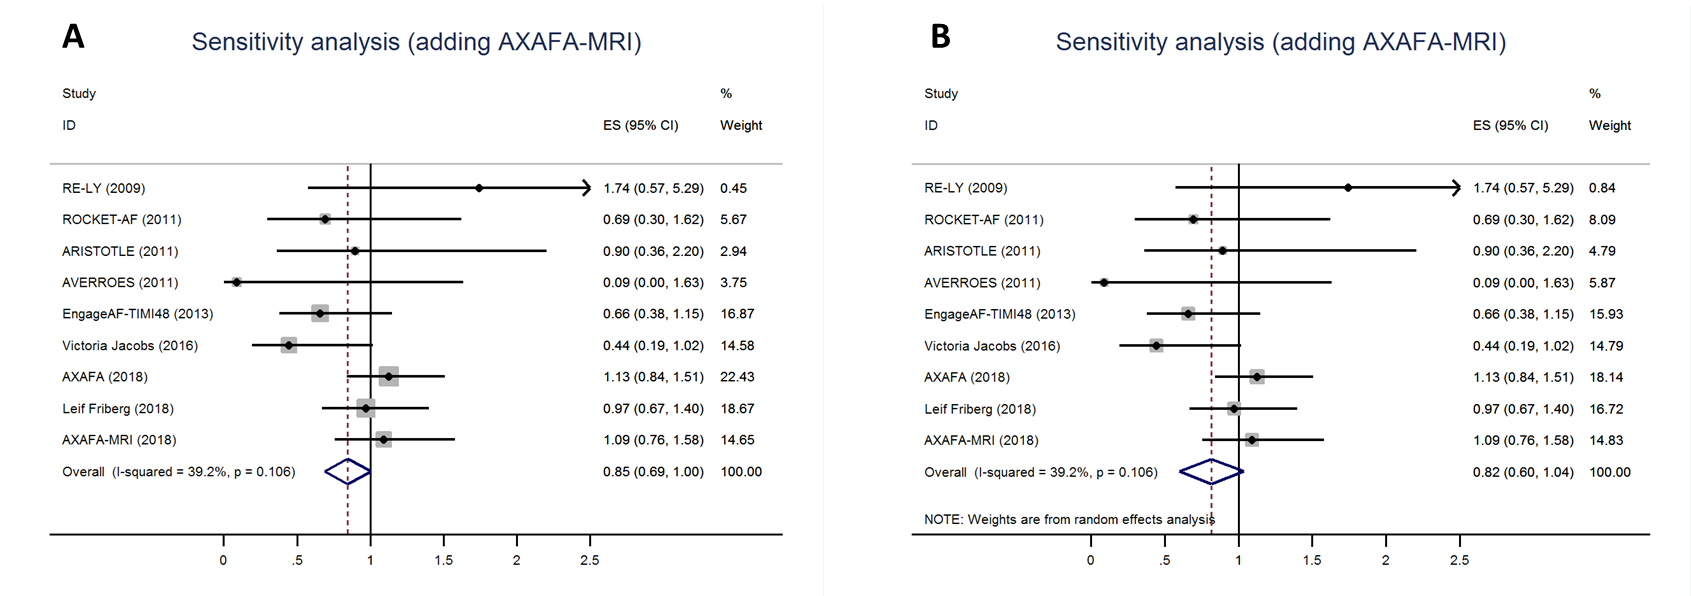 A
Sensitivity analysis (adding AXAFA-MRI)
Study %
ID ES (95% CI) Weight
RE-LY (2009) 1.74 (0.57, 5.29) 0.45
ROCKET-AF (2011) 0.69 (0.30, 1.62) 5.67
ARISTOTLE (2011) 0.90 (0.36, 2.20) 2.94
AVERROES (2011) 0.09 (0.00, 1.63) 3.75
EngageAF-TIMI48 (2013) 0.66 (0.38, 1.15) 16.87
Victoria Jacobs (2016) 0.44 (0.19, 1.02) 14.58
AXAFA (2018) 1.13 (0.84, 1.51) 22.43
Leif Friberg (2018) 0.97 (0.67, 1.40) 18.67
AXAFA-MRI (2018) 1.09 (0.76, 1.58) 14.65
Overall (I-squared = 39.2%, p = 0.106) 0.85 (0.69, 1.00) 100.00
0 .5 1 1.5 2 2.5
B
Sensitivity analysis (adding AXAFA-MRI)
Study %
ID ES (95% CI) Weight
RE-LY (2009) 1.74 (0.57, 5.29) 0.84
ROCKET-AF (2011) 0.69 (0.30, 1.62) 8.09
ARISTOTLE (2011) 0.90 (0.36, 2.20) 4.79
AVERROES (2011) 0.09 (0.00, 1.63) 5.87
EngageAF-TIMI48 (2013) 0.66 (0.38, 1.15) 15.93
Victoria Jacobs (2016) 0.44 (0.19, 1.02) 14.79
AXAFA (2018) 1.13 (0.84, 1.51) 18.14
Leif Friberg (2018) 0.97 (0.67, 1.40) 16.72
AXAFA-MRI (2018) 1.09 (0.76, 1.58) 14.83
Overall (I-squared = 39.2%, p = 0.106) 0.82 (0.60, 1.04) 100.00
NOTE: Weights are from random effects analysis
0 .5 1 1.5 2 2.5